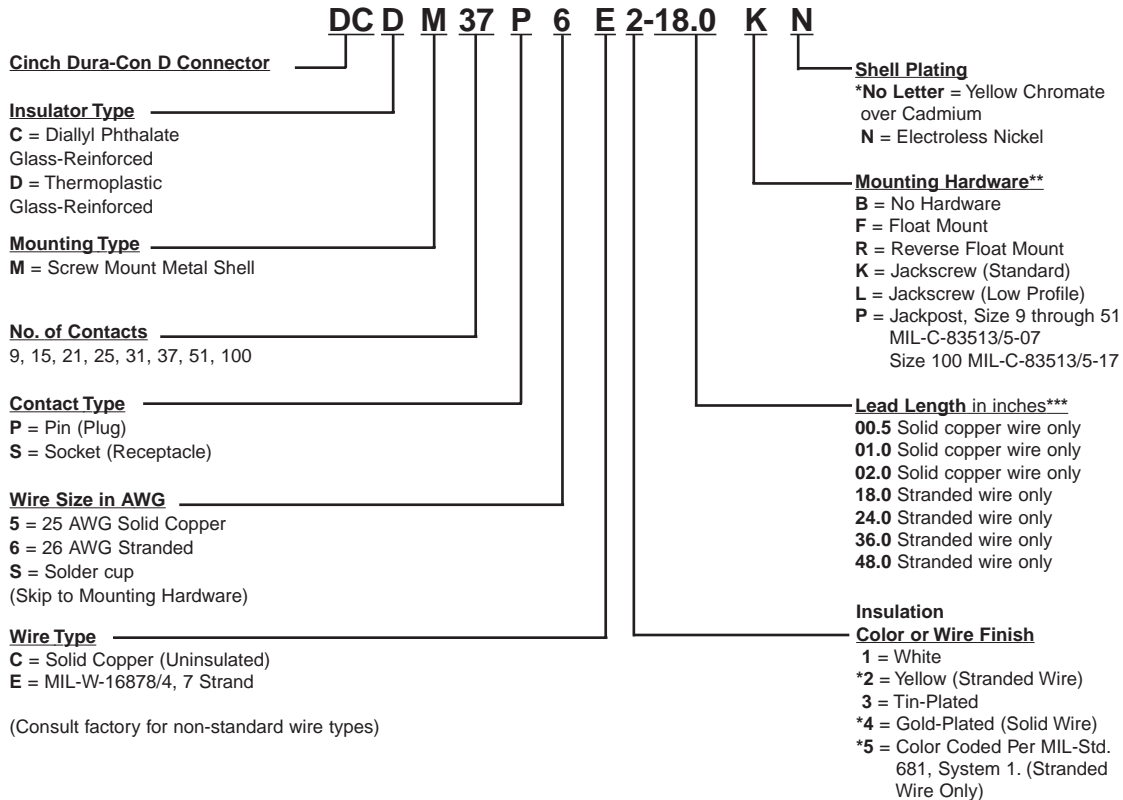 DC D M 37 P 6 E 2-18.0 K N
Cinch Dura-Con D Connector
Insulator Type
C = Diallyl Phthalate
Glass-Reinforced
D = Thermoplastic
Glass-Reinforced
Mounting Type
M = Screw Mount Metal Shell
No. of Contacts
9, 15, 21, 25, 31, 37, 51, 100
Contact Type
P = Pin (Plug)
S = Socket (Receptacle)
Wire Size in AWG
5 = 25 AWG Solid Copper
6 = 26 AWG Stranded
S = Solder cup
(Skip to Mounting Hardware)
Wire Type
C = Solid Copper (Uninsulated)
E = MIL-W-16878/4, 7 Strand
(Consult factory for non-standard wire types)
Shell Plating
*No Letter = Yellow Chromate
over Cadmium
N = Electroless Nickel
Mounting Hardware**
B = No Hardware
F = Float Mount
R = Reverse Float Mount
K = Jackscrew (Standard)
L = Jackscrew (Low Profile)
P = Jackpost, Size 9 through 51
MIL-C-83513/5-07
Size 100 MIL-C-83513/5-17
Lead Length in inches***
00.5 Solid copper wire only
01.0 Solid copper wire only
02.0 Solid copper wire only
18.0 Stranded wire only
24.0 Stranded wire only
36.0 Stranded wire only
48.0 Stranded wire only
Insulation
Color or Wire Finish
1 = White
*2 = Yellow (Stranded Wire)
3 = Tin-Plated
*4 = Gold-Plated (Solid Wire)
*5 = Color Coded Per MIL-Std.
681, System 1. (Stranded
Wire Only)